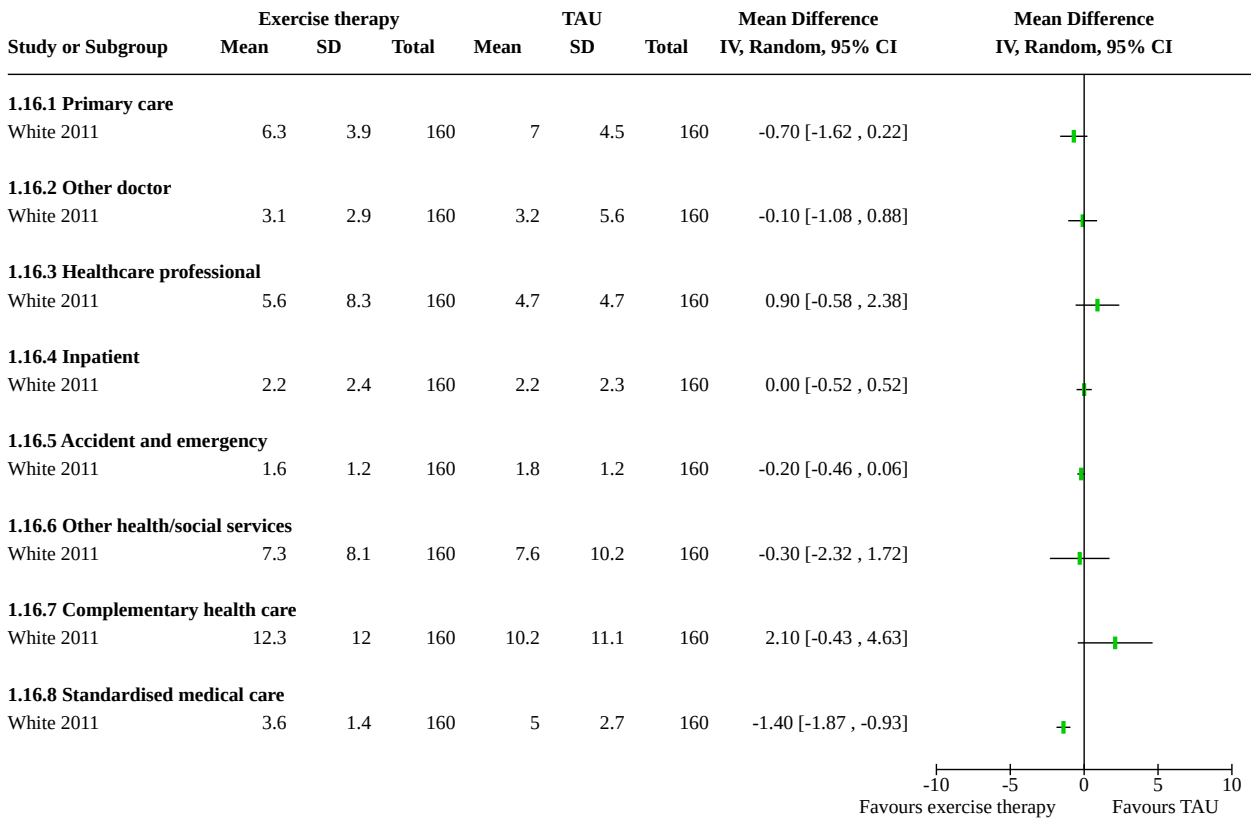 Exercise therapy TAU Mean Difference Mean Difference
Study or Subgroup Mean SD Total Mean SD Total IV, Random, 95% CI IV, Random, 95% CI
1.16.1 Primary care
White 2011 6.3 3.9 160 7 4.5 160 -0.70 [-1.62 , 0.22]
1.16.2 Other doctor
White 2011 3.1 2.9 160 3.2 5.6 160 -0.10 [-1.08 , 0.88]
1.16.3 Healthcare professional
White 2011 5.6 8.3 160 4.7 4.7 160 0.90 [-0.58 , 2.38]
1.16.4 Inpatient
White 2011 2.2 2.4 160 2.2 2.3 160 0.00 [-0.52 , 0.52]
1.16.5 Accident and emergency
White 2011 1.6 1.2 160 1.8 1.2 160 -0.20 [-0.46 , 0.06]
1.16.6 Other health/social services
White 2011 7.3 8.1 160 7.6 10.2 160 -0.30 [-2.32 , 1.72]
1.16.7 Complementary health care
White 2011 12.3 12 160 10.2 11.1 160 2.10 [-0.43 , 4.63]
1.16.8 Standardised medical care
White 2011 3.6 1.4 160 5 2.7 160 -1.40 [-1.87 , -0.93]
-10 -5 0 5 10
Favours exercise therapy Favours TAU